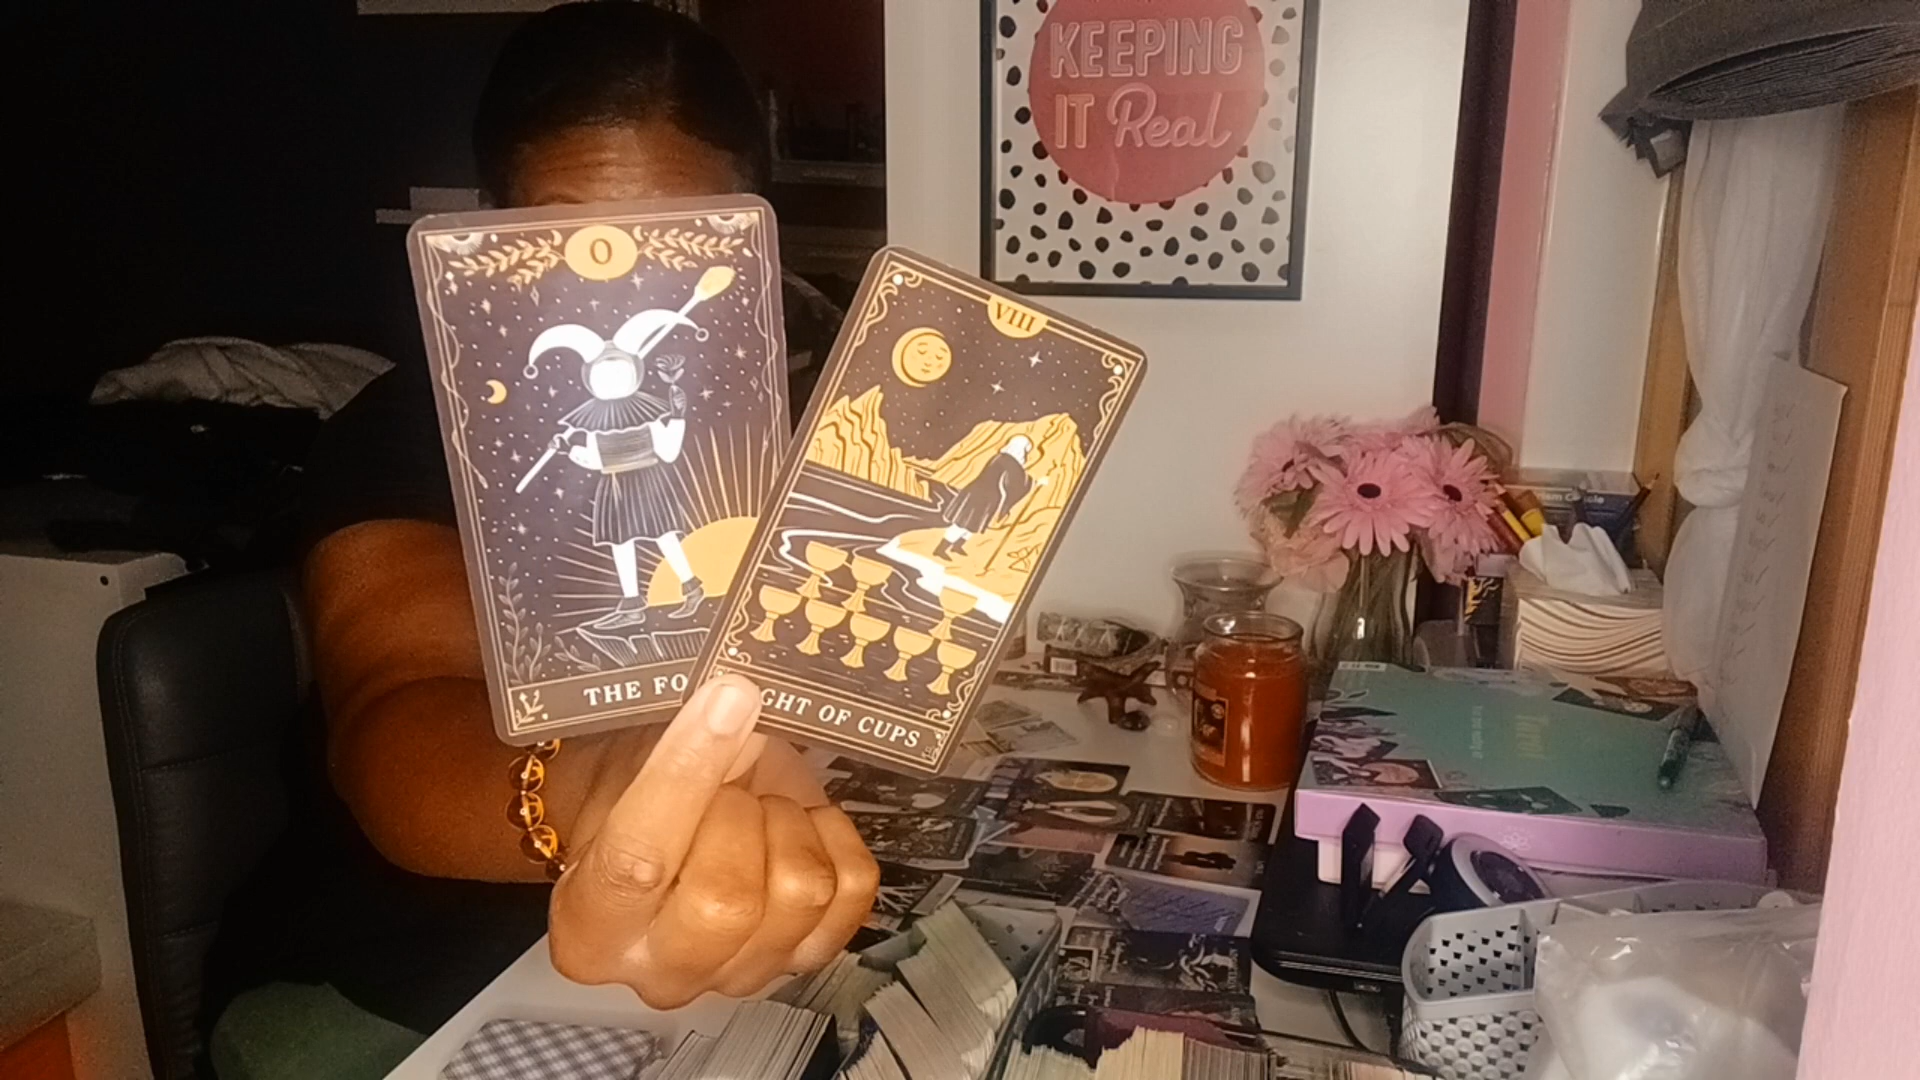 KEEPING
IT Real
0
THE FO
VIII
GHT OF CUPS